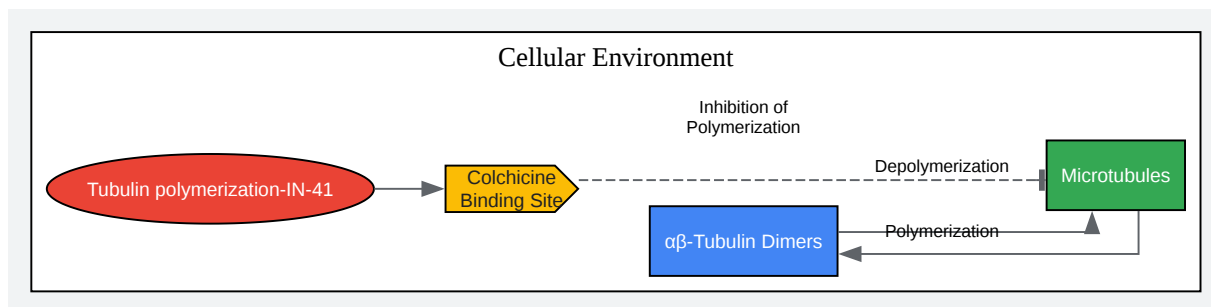 Cellular Environment
Inhibition of
Polymerization
Depolymerization
Tubulin polymerization-IN-41
Colchicine
Binding Site
Microtubules
αβ-Tubulin Dimers
Polymerization